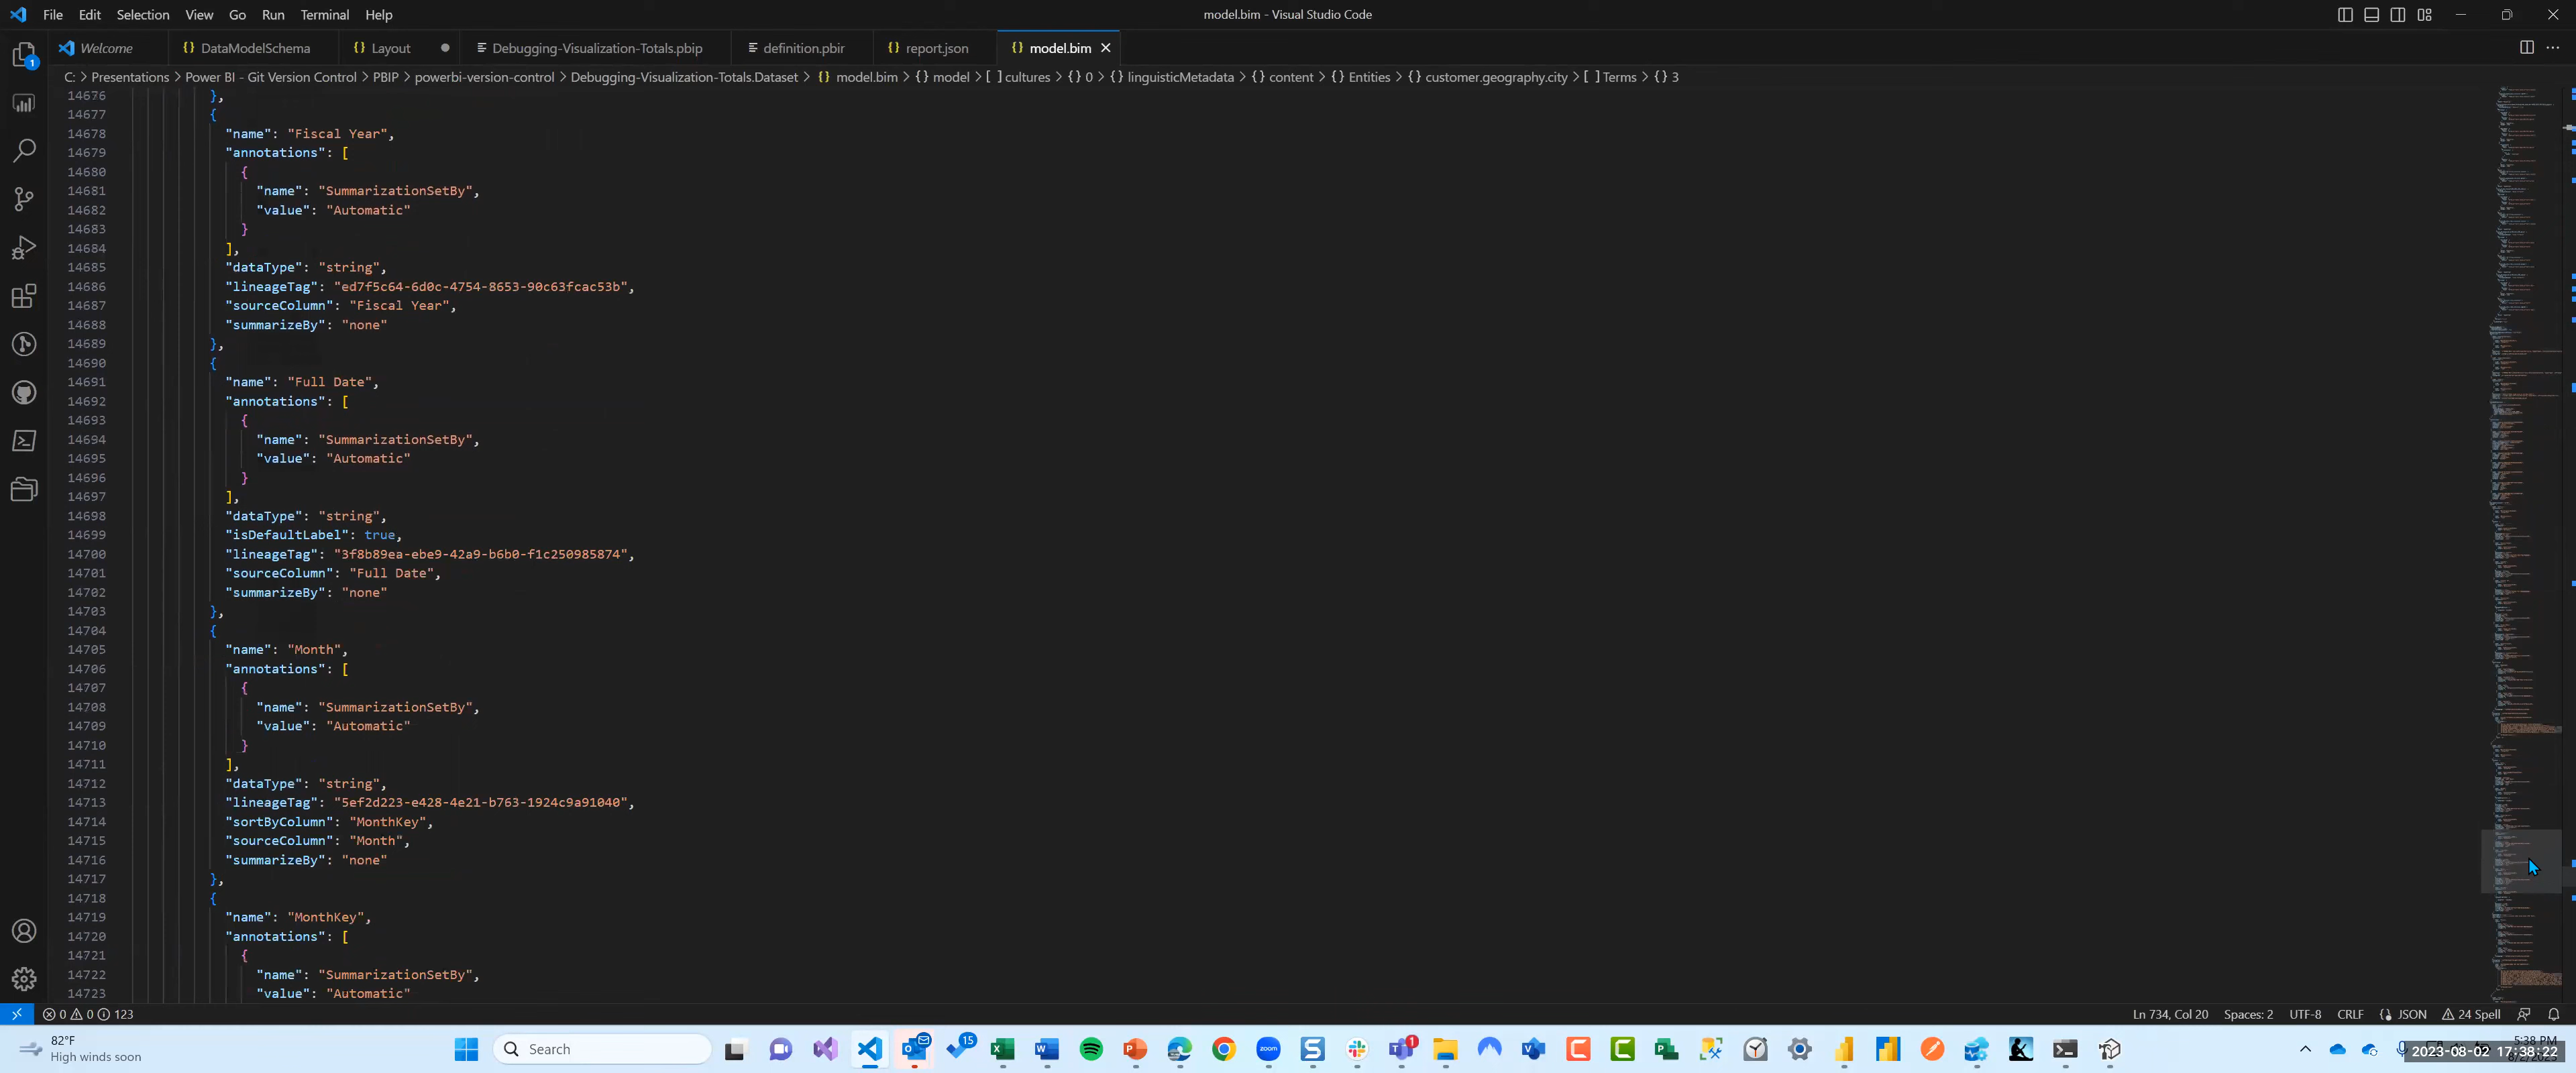 File Edit Selection View Go Run Terminal Help
model.bim - Visual Studio Code
Welcome
DataModelSchema
Layout
Debugging-Visualization-Totals.pbip
definition.pbir
report.json
model.bim
C: > Presentations > Power BI - Git Version Control > PBIP > powerbi-version-control > Debugging-Visualization-Totals.Dataset > {} model.bim > {} model > [ ] cultures > {} 0 > {} linguisticMetadata > {} content > {} Entities > {} customer.geography.city > [ ] Terms > {} 3
14676 },
14677 {
14678 "name": "Fiscal Year",
14679 "annotations": [
14680 {
14681 "name": "SummarizationSetBy",
14682 "value": "Automatic"
14683 }
14684 ],
14685 "dataType": "string",
14686 "lineageTag": "ed7f5c64-6d0c-4754-8653-90c63fcac53b",
14687 "sourceColumn": "Fiscal Year",
14688 "summarizeBy": "none"
14689 },
14690 {
14691 "name": "Full Date",
14692 "annotations": [
14693 {
14694 "name": "SummarizationSetBy",
14695 "value": "Automatic"
14696 }
14697 ],
14698 "dataType": "string",
14699 "isDefaultLabel": true,
14700 "lineageTag": "3f8b89ea-ebe9-42a9-b6b0-f1c250985874",
14701 "sourceColumn": "Full Date",
14702 "summarizeBy": "none"
14703 },
14704 {
14705 "name": "Month",
14706 "annotations": [
14707 {
14708 "name": "SummarizationSetBy",
14709 "value": "Automatic"
14710 }
14711 ],
14712 "dataType": "string",
14713 "lineageTag": "5ef2d223-e428-4e21-b763-1924c9a91040",
14714 "sortByColumn": "MonthKey",
14715 "sourceColumn": "Month",
14716 "summarizeBy": "none"
14717 },
14718 {
14719 "name": "MonthKey",
14720 "annotations": [
14721 {
14722 "name": "SummarizationSetBy",
14723 "value": "Automatic"
0 0 123
Ln 734, Col 20 Spaces: 2 UTF-8 CRLF {} JSON 24 Spell
82°F
High winds soon
Search
15
1
5:38 PM
2023-08-02 17:38:22